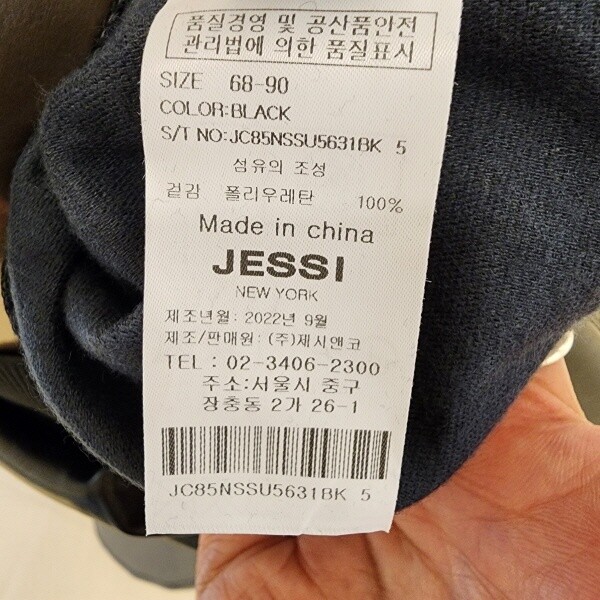 품질경영 및 공산품안전
관리법에 의한 품질표시
SIZE 68-90
COLOR:BLACK
S/T NO:JC85NSSU5631BK 5
섬유의 조성
겉감 폴리우레탄 100%
Made in china
JESSI
NEW YORK
제조년월: 2022년 9월
제조/판매원: (주)제시앤코
TEL : 02-3406-2300
주소:서울시 중구
장충동 2가 26-1
JC85NSSU5631BK 5